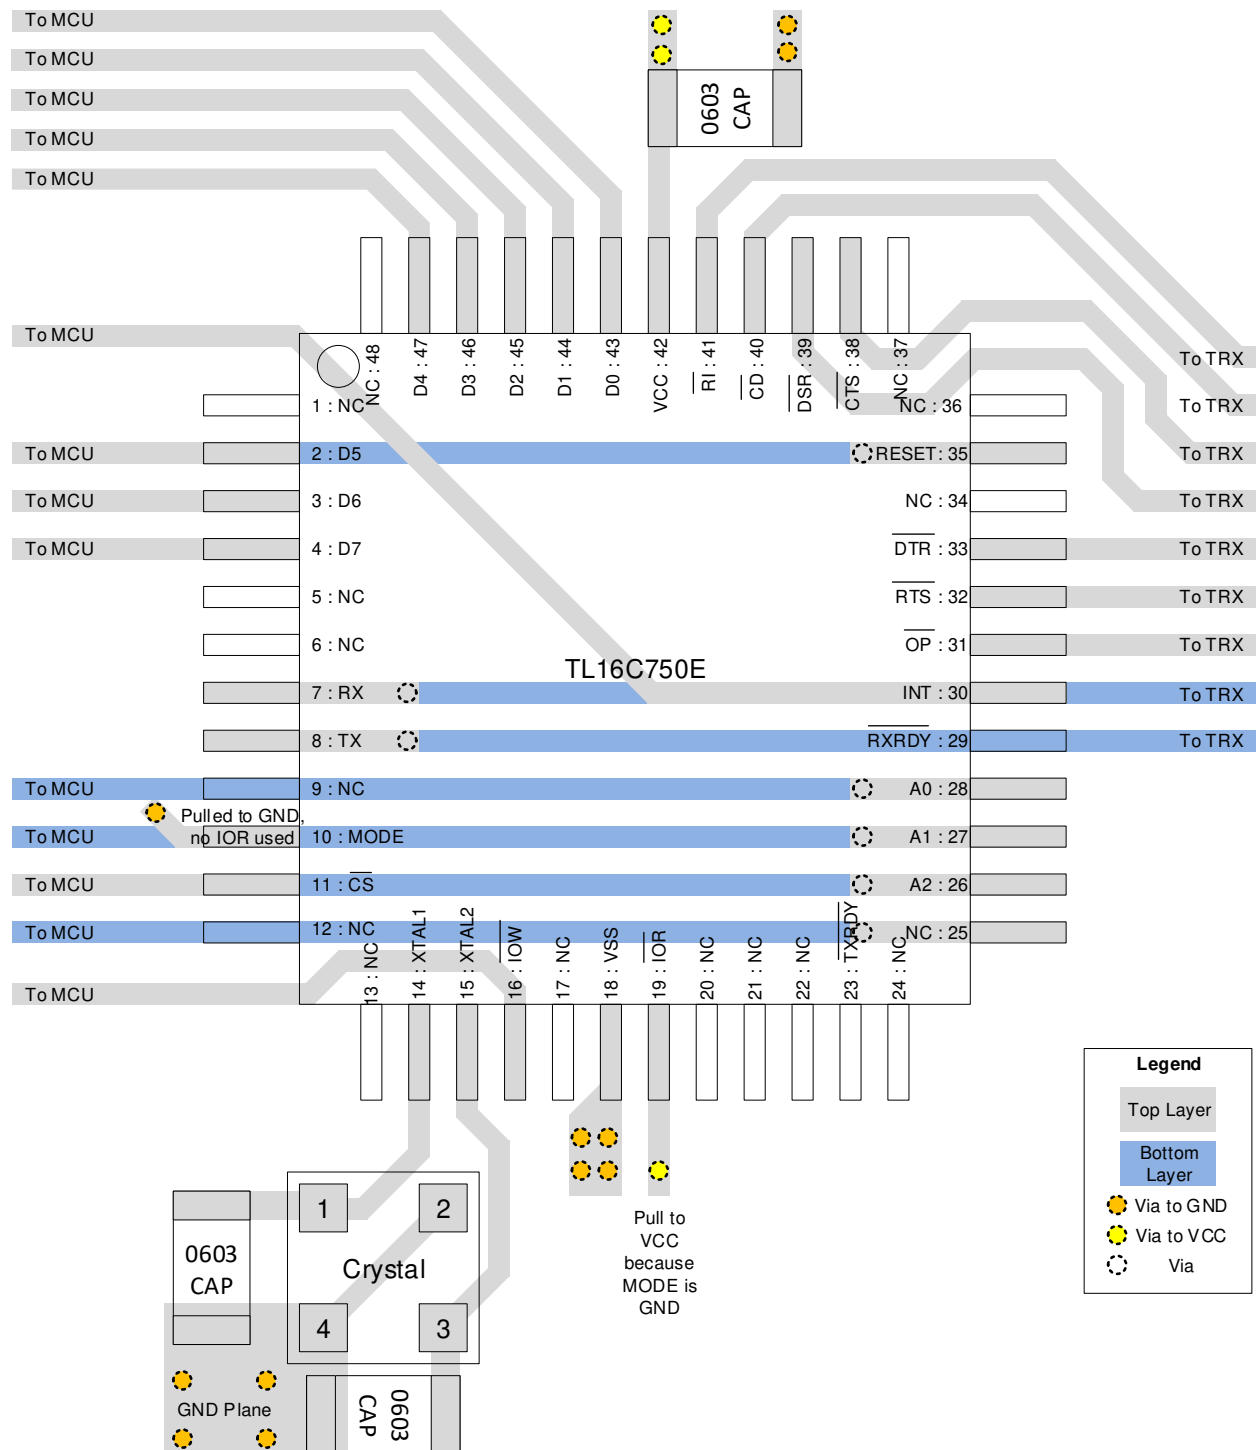 To MCU
To MCU
To MCU
To MCU
To MCU
0603
CAP
To MCU
NC : 48
D4 : 47
D3 : 46
D2 : 45
D1 : 44
D0 : 43
VCC : 42
RI : 41
CD : 40
DSR : 39
CTS : 38
NC : 37
To TRX
1 : NC
NC : 36
To TRX
To MCU
2 : D5
RESET : 35
To TRX
To MCU
3 : D6
NC : 34
To TRX
To MCU
4 : D7
DTR : 33
To TRX
5 : NC
RTS : 32
To TRX
6 : NC
OP : 31
To TRX
TL16C750E
7 : RX
INT : 30
To TRX
8 : TX
RXRDY : 29
To TRX
To MCU
9 : NC
A0 : 28
Pulled to GND,
no IOR used
To MCU
10 : MODE
A1 : 27
To MCU
11 : CS
A2 : 26
To MCU
12 : NC
NC : 25
To MCU
13 : NC
14 : XTAL1
15 : XTAL2
16 : IOW
17 : NC
18 : VSS
19 : IOR
20 : NC
21 : NC
22 : NC
23 : TXRDY
24 : NC
Legend
Top Layer
Bottom
Layer
Via to GND
Via to VCC
Via
Pull to
VCC
because
MODE is
GND
1
2
0603
CAP
Crystal
4
3
GND Plane
0603
CAP